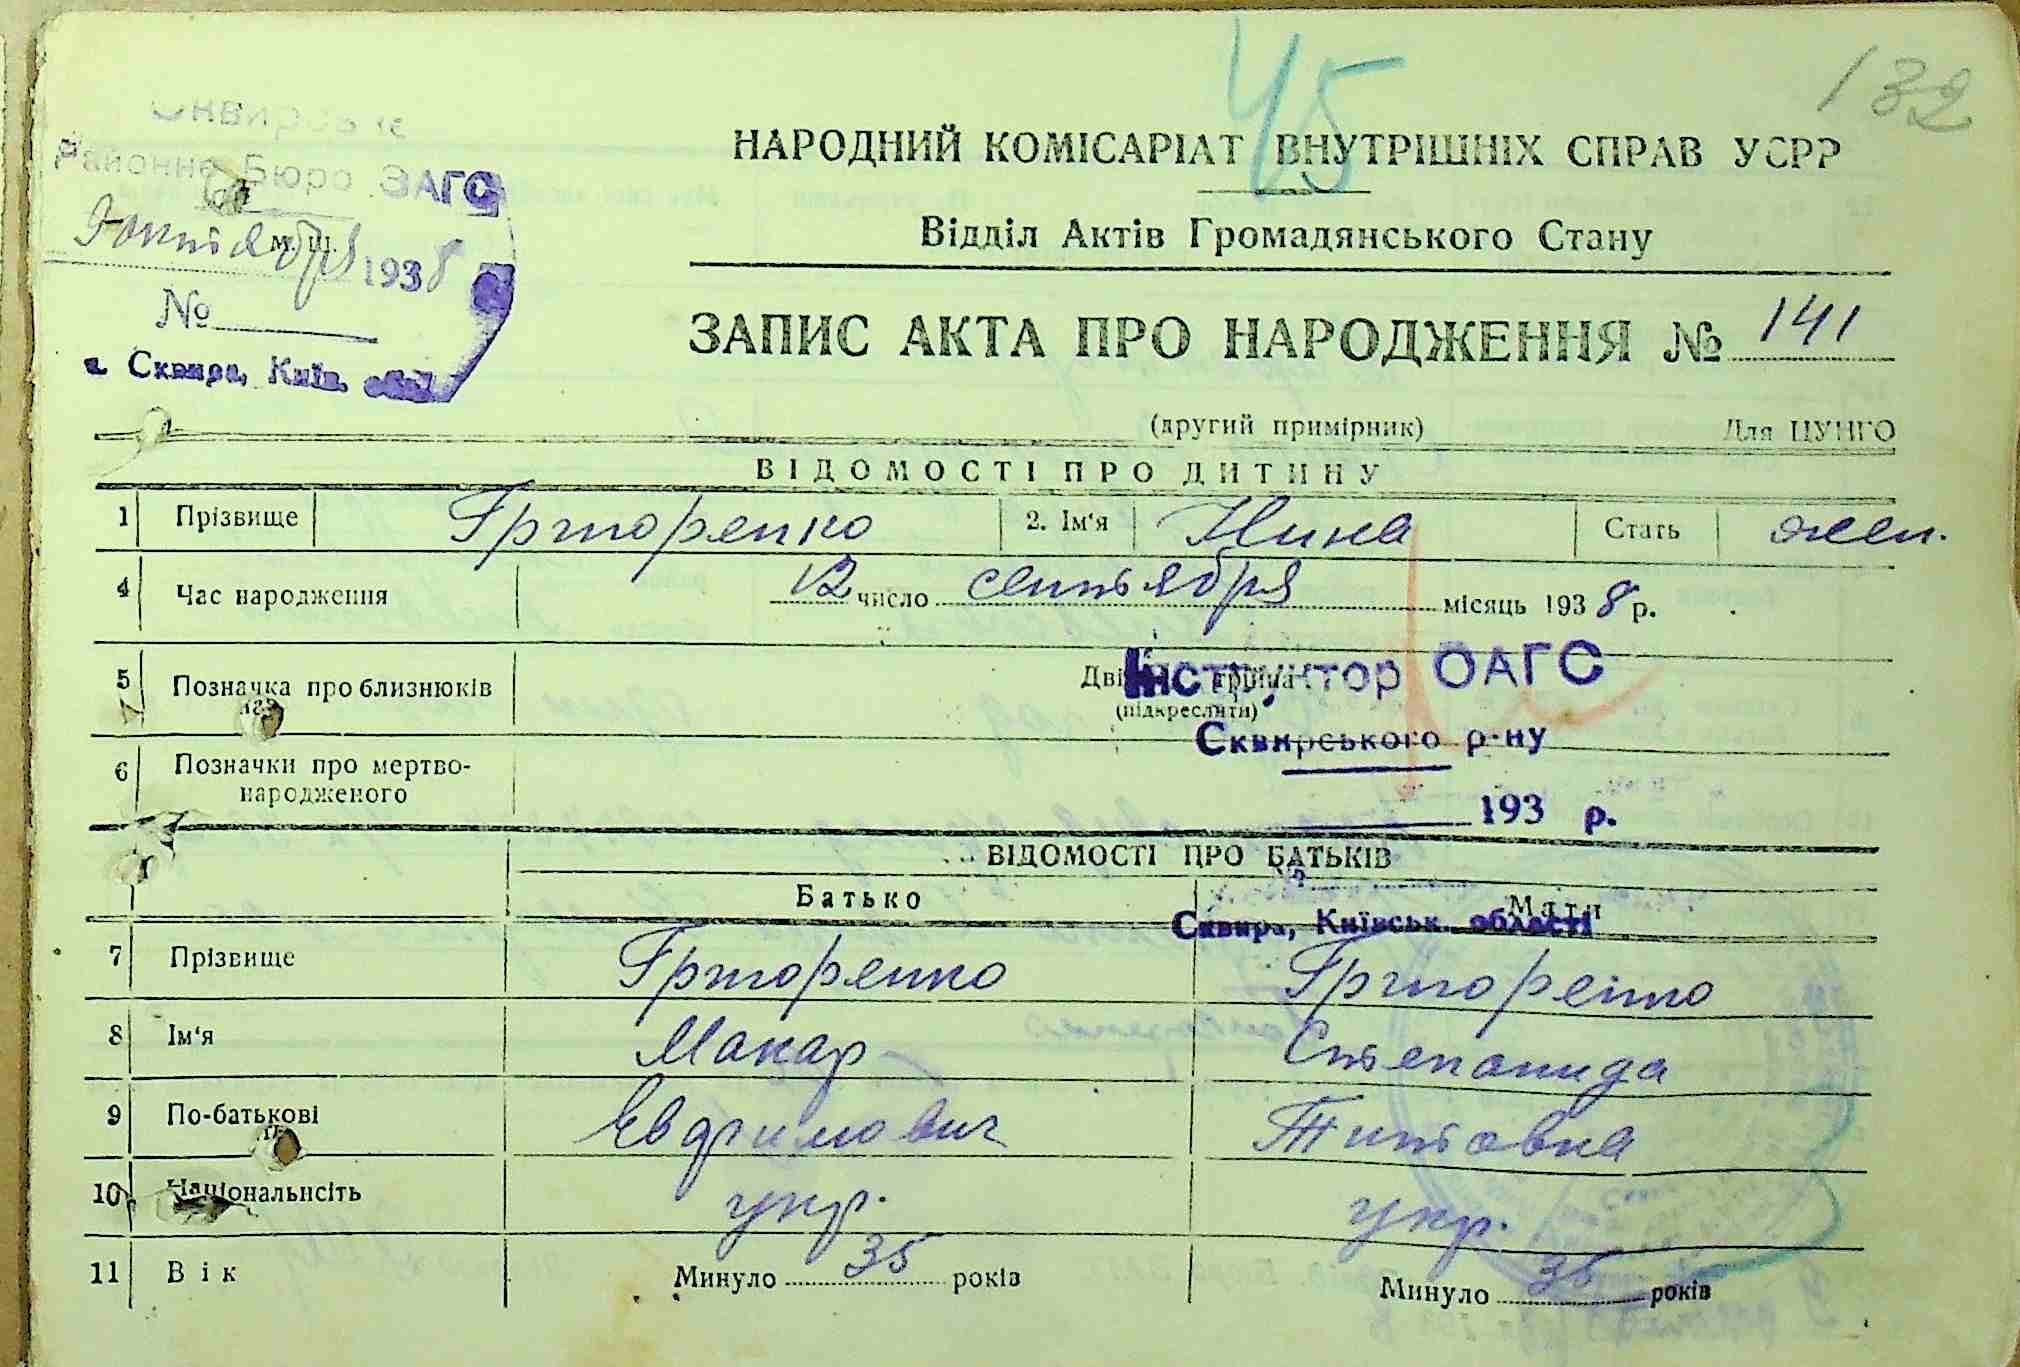 45
132
Районне Бюро ЗАГС
9 октября 1938
№
м. Сквира, Київ. обл.
НАРОДНИЙ КОМІСАРІАТ ВНУТРІШНІХ СПРАВ УСРР
Відділ Актів Громадянського Стану
ЗАПИС АКТА ПРО НАРОДЖЕННЯ № 141
(другий примірник) Для ЦУНГО
ВІДОМОСТІ ПРО ДИТИНУ
1 Прізвище Григоренко 2. Ім'я Нина Стать жен.
4 Час народження 12 число сентября місяць 1938 р.
5 Позначка про близнюків Двійня трійня
(підкреслити)
Інструктор ОАГС
Сквирського р-ну
6 Позначки про мертво-
народженого
193 р.
ВІДОМОСТІ ПРО БАТЬКІВ
Батько Мати
Сквира, Київськ. області
7 Прізвище Григоренко Григоренко
8 Ім'я Макар Степанида
9 По-батькові Евфимович Титовна
10 Національність укр. укр.
11 Вік Минуло 35 років Минуло 36 років